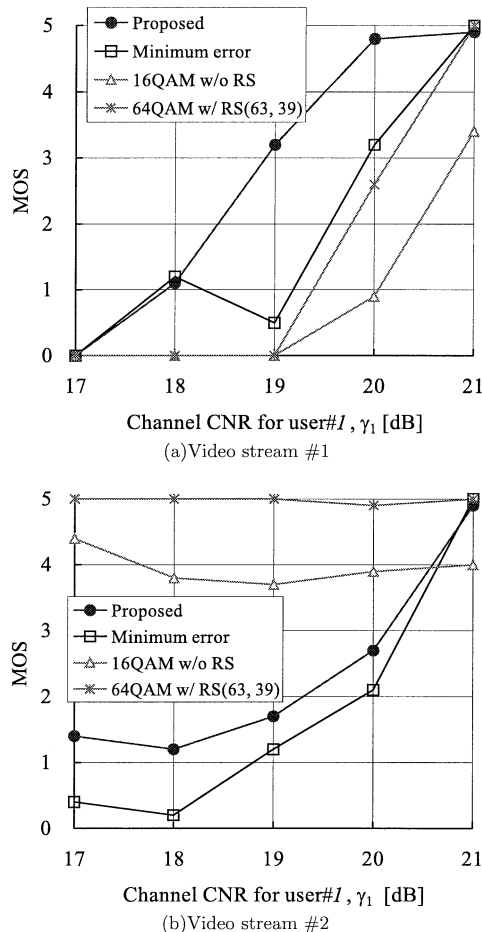 5
4
3
2
1
0
MOS
Proposed
Minimum error
16QAM w/o RS
64QAM w/ RS(63, 39)
17 18 19 20 21
Channel CNR for user#1, γ1 [dB]
(a)Video stream #1
5
4
3
2
1
0
MOS
Proposed
Minimum error
16QAM w/o RS
64QAM w/ RS(63, 39)
17 18 19 20 21
Channel CNR for user#1, γ1 [dB]
(b)Video stream #2